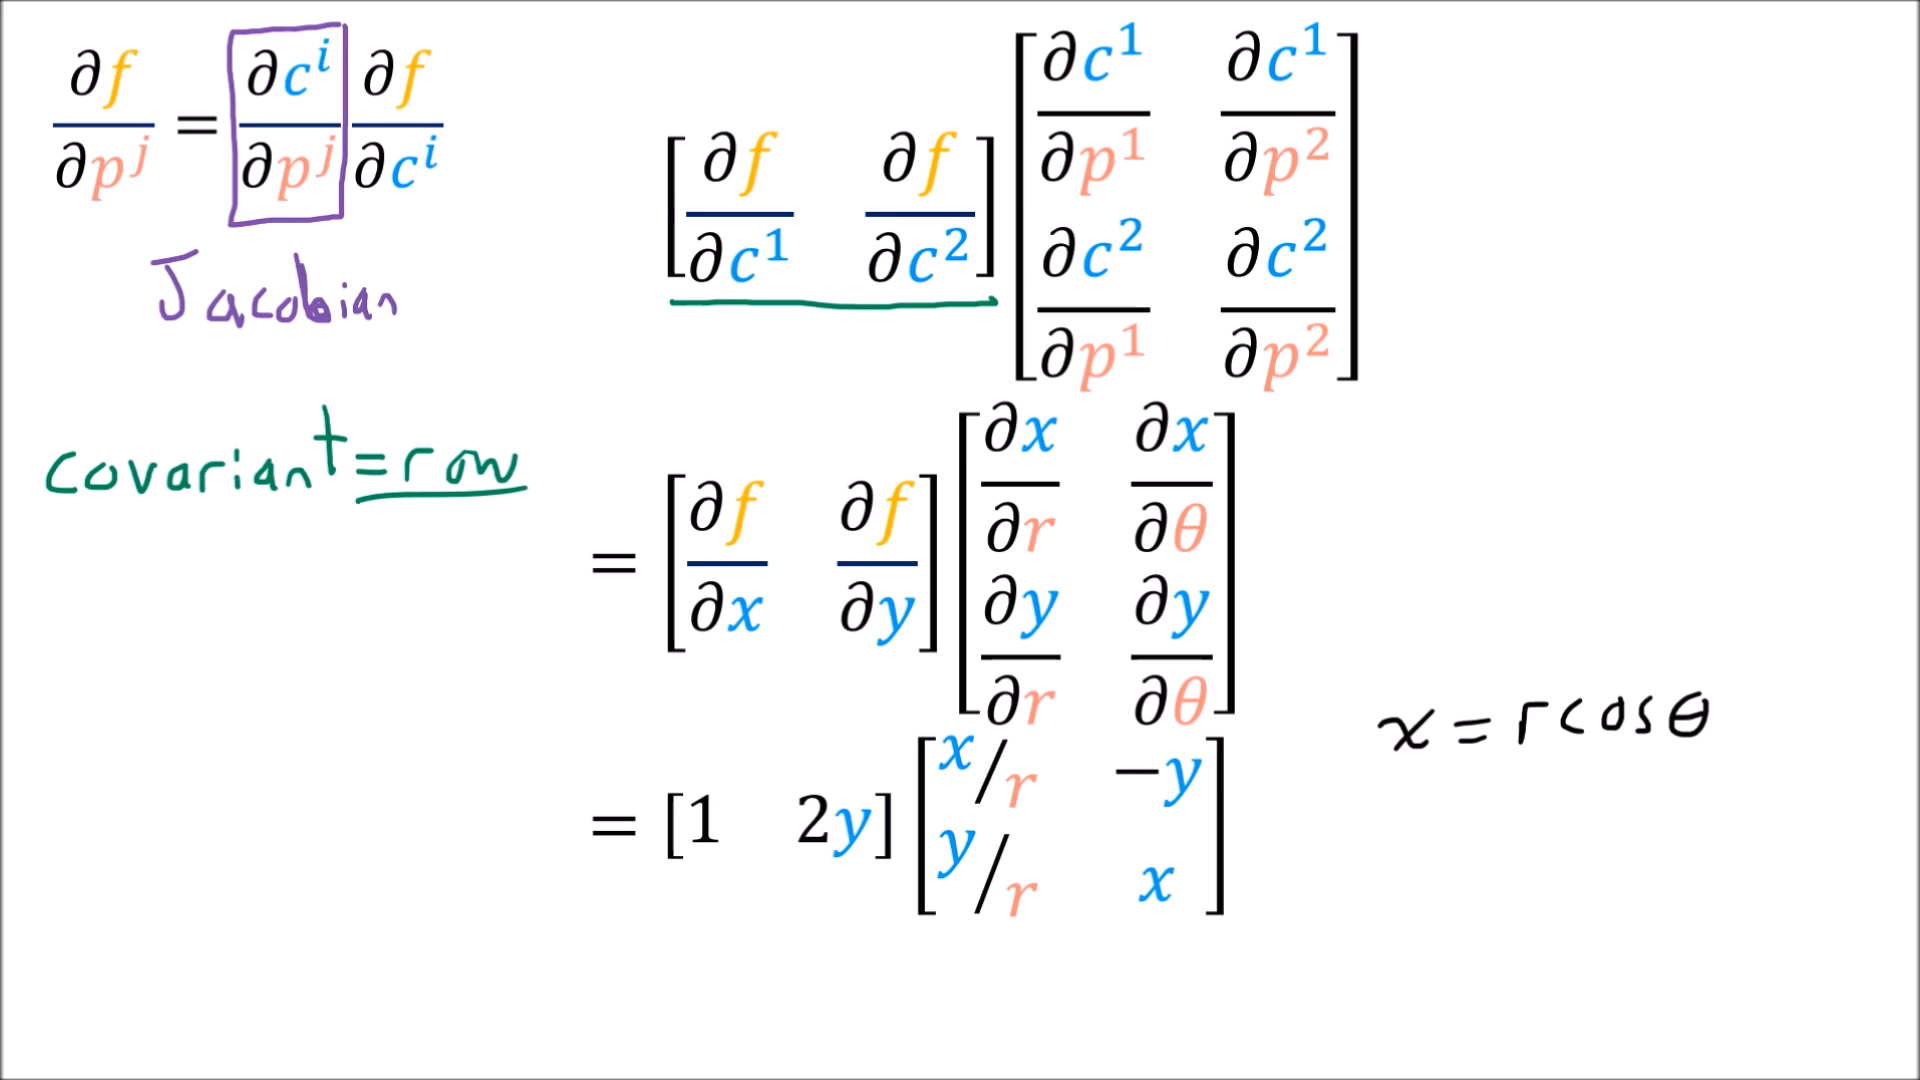 ∂f/∂p^j = ∂c^i/∂p^j ∂f/∂c^i
Jacobian
covariant = row
[∂f/∂c^1 ∂f/∂c^2] [∂c^1/∂p^1 ∂c^1/∂p^2
∂c^2/∂p^1 ∂c^2/∂p^2]
= [∂f/∂x ∂f/∂y] [∂x/∂r ∂x/∂θ
∂y/∂r ∂y/∂θ]
= [1 2y] [x/r −y
y/r x]
x = r cos θ